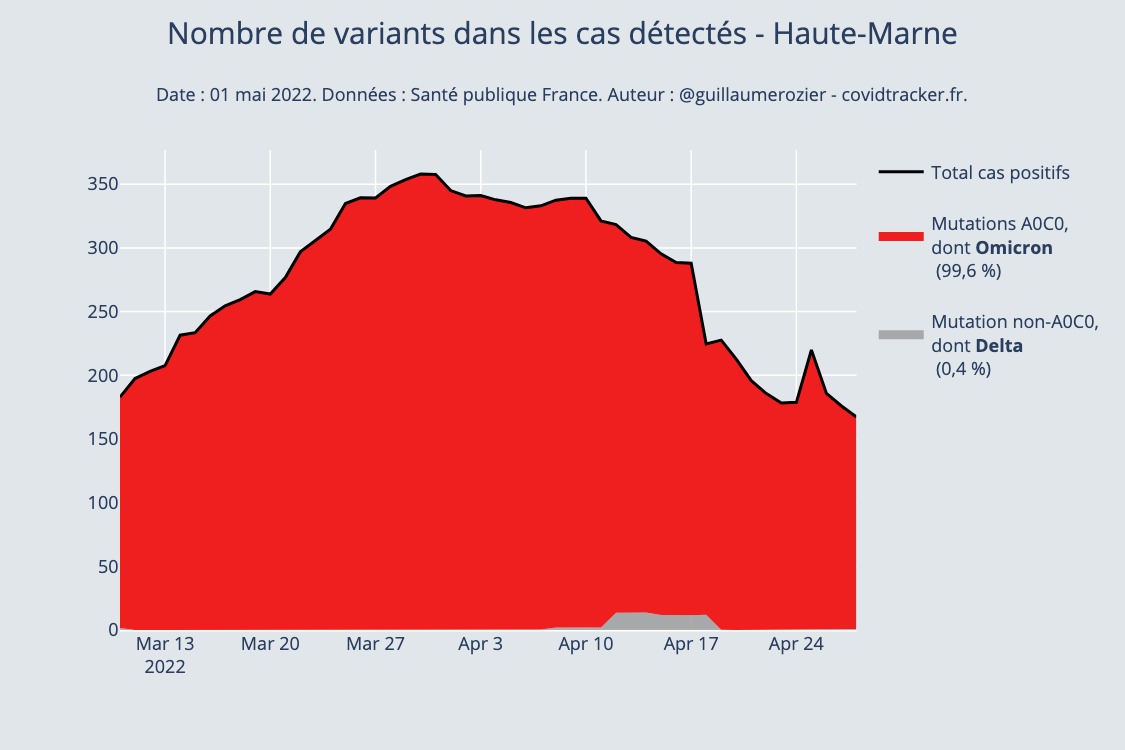 Nombre de variants dans les cas détectés - Haute-Marne
Date : 01 mai 2022. Données : Santé publique France. Auteur : @guillaumerozier - covidtracker.fr.
350
300
250
200
150
100
50
0
Mar 13
2022
Mar 20
Mar 27
Apr 3
Apr 10
Apr 17
Apr 24
Total cas positifs
Mutations A0C0,
dont Omicron
(99,6 %)
Mutation non-A0C0,
dont Delta
(0,4 %)